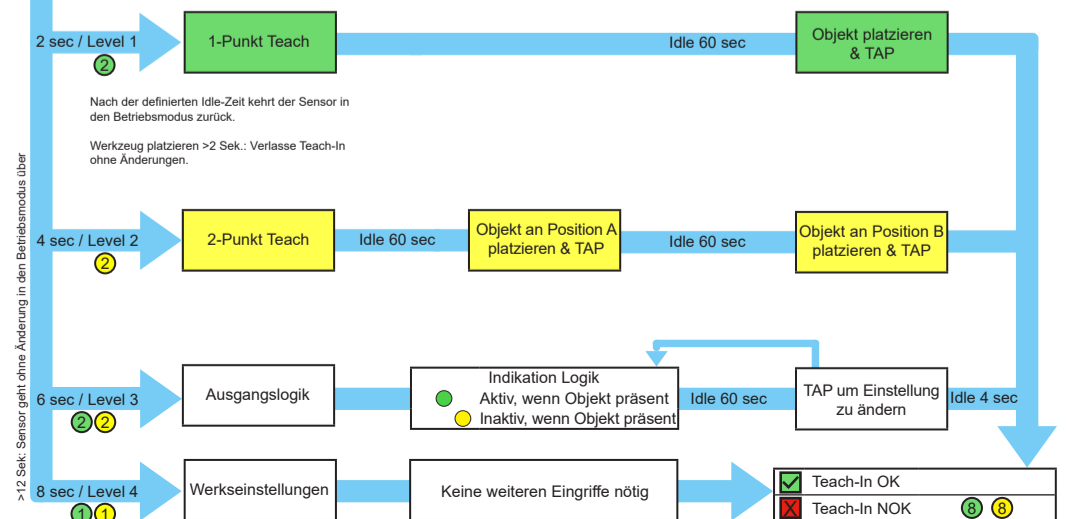 2 sec / Level 1
2
1-Punkt Teach
Idle 60 sec
Objekt platzieren
& TAP
Nach der definierten Idle-Zeit kehrt der Sensor in
den Betriebsmodus zurück.
Werkzeug platzieren >2 Sek.: Verlasse Teach-In
ohne Änderungen.
>12 Sek: Sensor geht ohne Änderung in den Betriebsmodus über
4 sec / Level 2
2
2-Punkt Teach
Idle 60 sec
Objekt an Position A
platzieren & TAP
Idle 60 sec
Objekt an Position B
platzieren & TAP
6 sec / Level 3
2 2
Ausgangslogik
Indikation Logik
Aktiv, wenn Objekt präsent
Inaktiv, wenn Objekt präsent
Idle 60 sec
TAP um Einstellung
zu ändern
Idle 4 sec
8 sec / Level 4
1 1
Werkseinstellungen
Keine weiteren Eingriffe nötig
Teach-In OK
Teach-In NOK
8 8